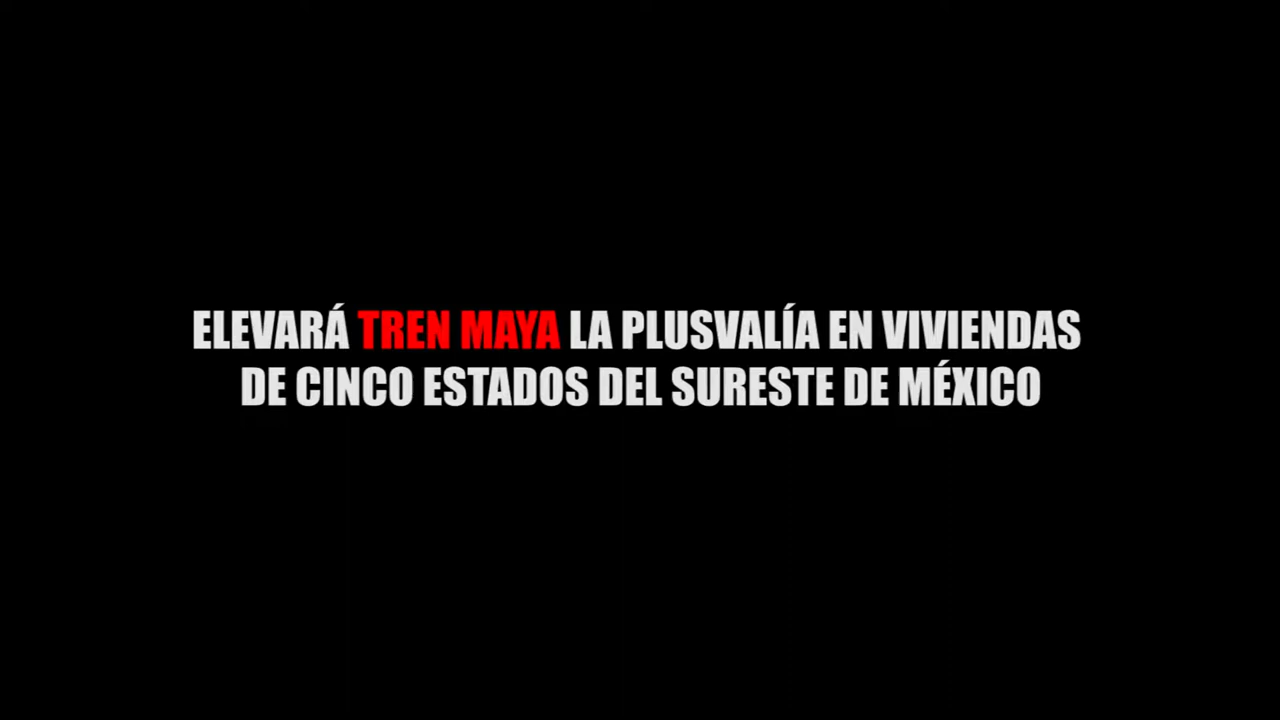 ELEVARÁ TREN MAYA LA PLUSVALÍA EN VIVIENDAS
DE CINCO ESTADOS DEL SURESTE DE MÉXICO